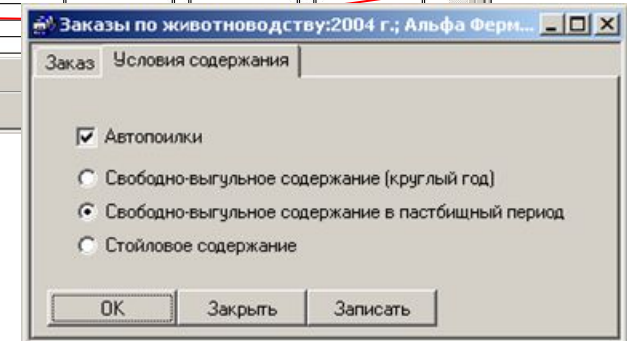 Заказы по животноводству:2004 г.; Альфа Ферм...
Заказ Условия содержания
Автопоилки
Свободно-выгульное содержание (круглый год)
Свободно-выгульное содержание в пастбищный период
Стойловое содержание
OK Закрыть Записать